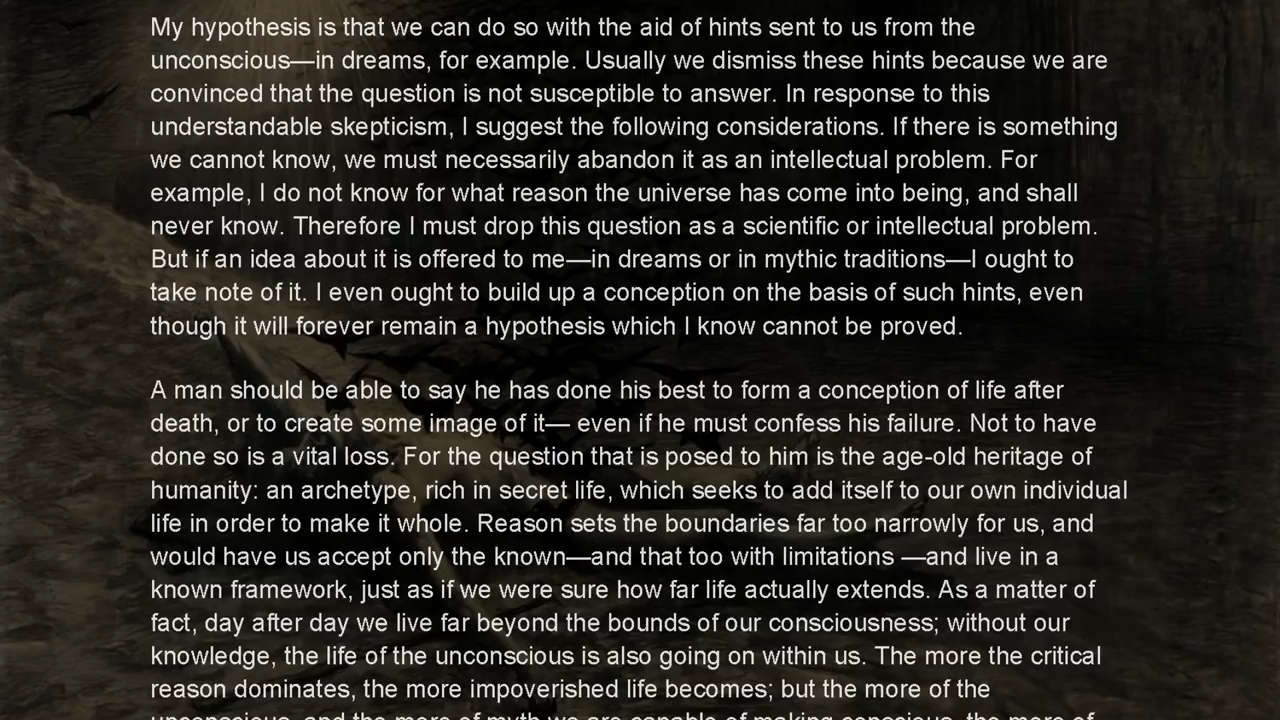 My hypothesis is that we can do so with the aid of hints sent to us from the
unconscious—in dreams, for example. Usually we dismiss these hints because we are
convinced that the question is not susceptible to answer. In response to this
understandable skepticism, I suggest the following considerations. If there is something
we cannot know, we must necessarily abandon it as an intellectual problem. For
example, I do not know for what reason the universe has come into being, and shall
never know. Therefore I must drop this question as a scientific or intellectual problem.
But if an idea about it is offered to me—in dreams or in mythic traditions—I ought to
take note of it. I even ought to build up a conception on the basis of such hints, even
though it will forever remain a hypothesis which I know cannot be proved.
A man should be able to say he has done his best to form a conception of life after
death, or to create some image of it— even if he must confess his failure. Not to have
done so is a vital loss. For the question that is posed to him is the age-old heritage of
humanity: an archetype, rich in secret life, which seeks to add itself to our own individual
life in order to make it whole. Reason sets the boundaries far too narrowly for us, and
would have us accept only the known—and that too with limitations —and live in a
known framework, just as if we were sure how far life actually extends. As a matter of
fact, day after day we live far beyond the bounds of our consciousness; without our
knowledge, the life of the unconscious is also going on within us. The more the critical
reason dominates, the more impoverished life becomes; but the more of the
unconscious, and the more of myth we are capable of making conscious, the more of